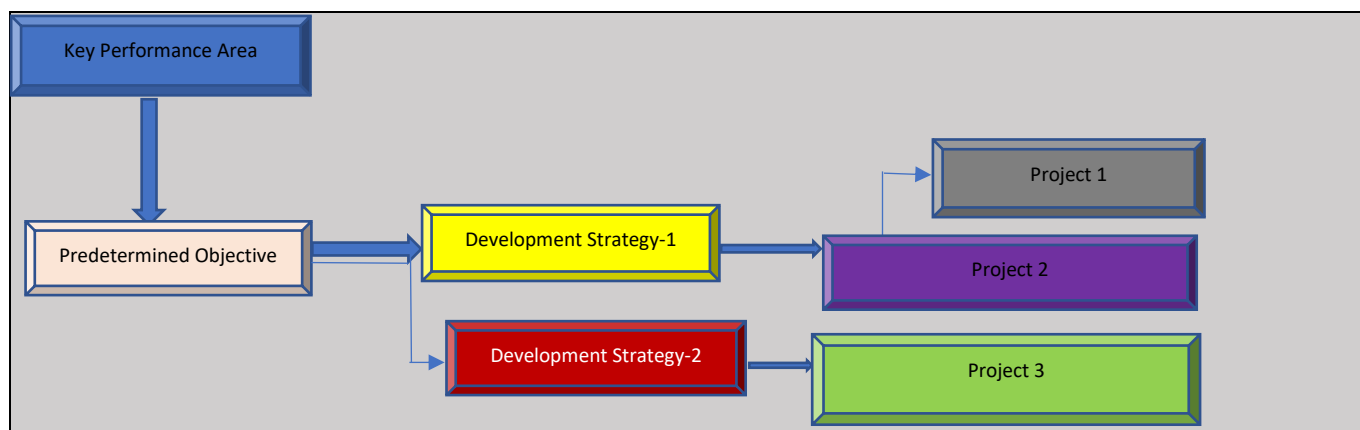 Key Performance Area
Project 1
Predetermined Objective
Development Strategy-1
Project 2
Development Strategy-2
Project 3